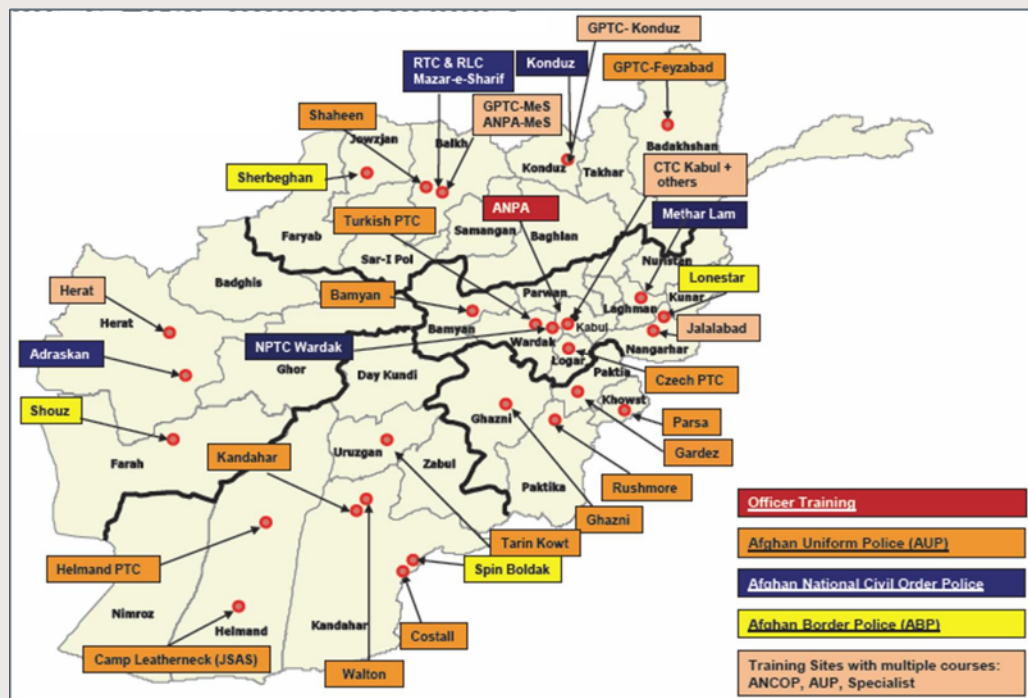 GPTC- Konduz
RTC & RLC
Mazar-e-Sharif
Konduz
GPTC-Feyzabad
Shaheen
GPTC-MeS
ANPA-MeS
Jowzjan
Balkh
Badakhshan
Konduz
Takhar
Sherbeghan
CTC Kabul +
others
ANPA
Methar Lam
Turkish PTC
Samangan
Baghlan
Faryab
Sar-I Pol
Nuristan
Lonestar
Badghis
Herat
Bamyan
Parwan
Kunar
Laghman
Herat
Bamyan
Kabul
Jalalabad
Wardak
Nangarhar
Adraskan
NPTC Wardak
Logar
Ghor
Day Kundi
Paktia
Czech PTC
Khowst
Shouz
Ghazni
Parsa
Uruzgan
Gardez
Farah
Kandahar
Zabul
Paktika
Rushmore
Officer Training
Ghazni
Afghan Uniform Police (AUP)
Tarin Kowt
Helmand PTC
Spin Boldak
Afghan National Civil Order Police
Nimroz
Afghan Border Police (ABP)
Helmand
Kandahar
Costall
Camp Leatherneck (JSAS)
Walton
Training Sites with multiple courses:
ANCOP, AUP, Specialist